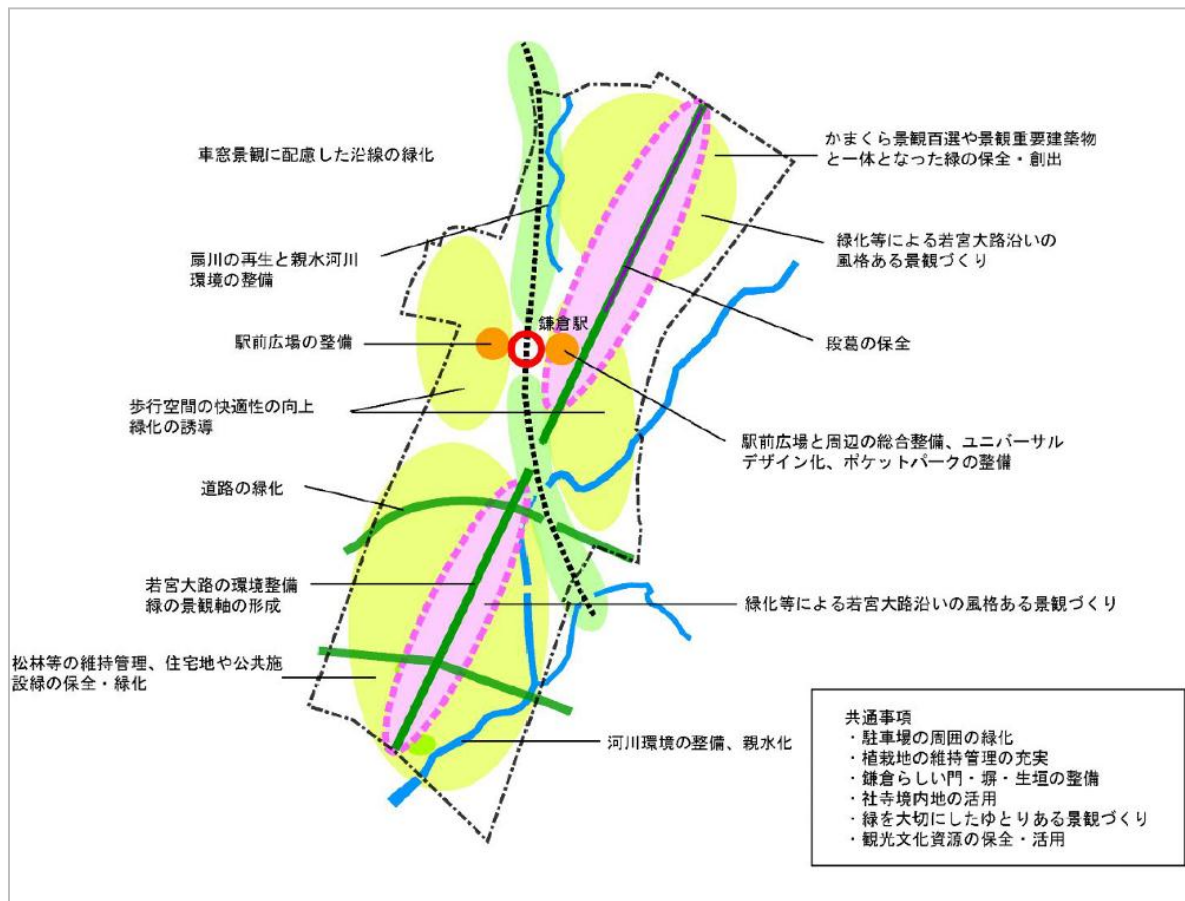 車窓景観に配慮した沿線の緑化
扇川の再生と親水河川
環境の整備
駅前広場の整備
歩行空間の快適性の向上
緑化の誘導
道路の緑化
若宮大路の環境整備
緑の景観軸の形成
松林等の維持管理、住宅地や公共施
設緑の保全・緑化
鎌倉駅
かまくら景観百選や景観重要建築物
と一体となった緑の保全・創出
緑化等による若宮大路沿いの
風格ある景観づくり
段葛の保全
駅前広場と周辺の総合整備、ユニバーサル
デザイン化、ポケットパークの整備
緑化等による若宮大路沿いの風格ある景観づくり
河川環境の整備、親水化
共通事項
・駐車場の周囲の緑化
・植栽地の維持管理の充実
・鎌倉らしい門・塀・生垣の整備
・社寺境内地の活用
・緑を大切にしたゆとりある景観づくり
・観光文化資源の保全・活用